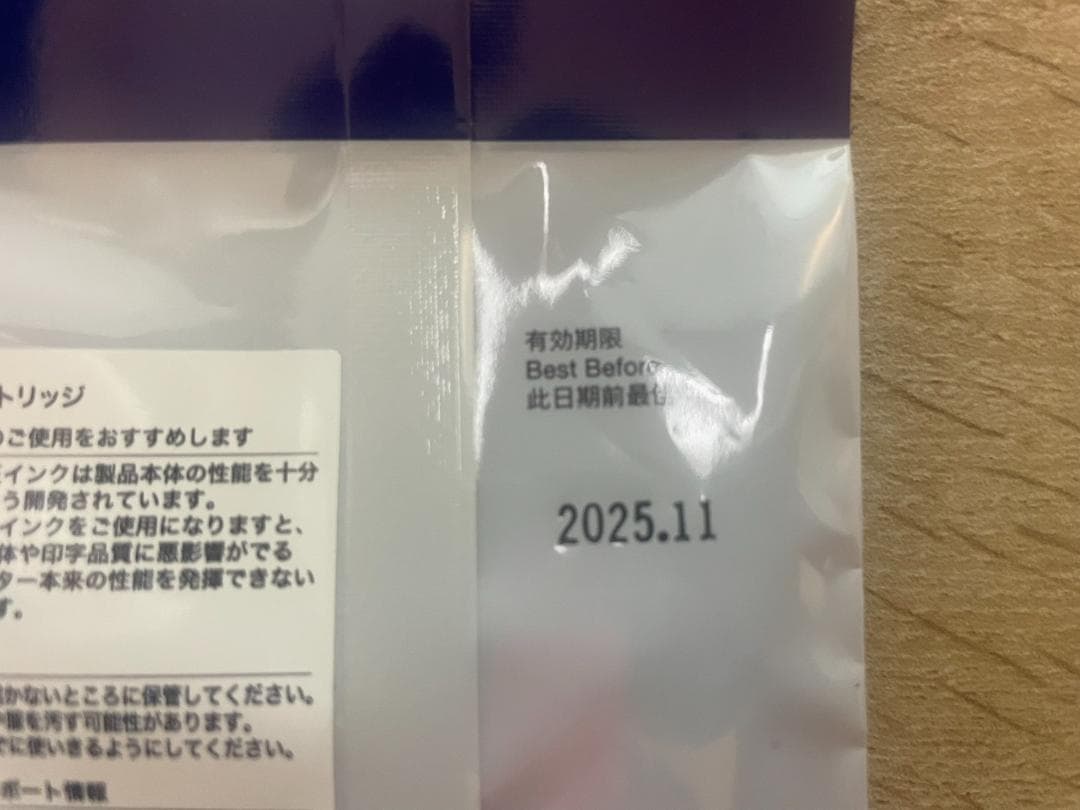 トリッジ
のご使用をおすすめします
インクは製品本体の性能を十分
う開発されています。
インクをご使用になりますと、
体や印字品質に悪影響がでる
ター本来の性能を発揮できない
す。
かないところに保管してください。
服を汚す可能性があります。
でに使いきるようにしてください。
ポート情報
有効期限
Best Before
此日期前最佳
2025.11